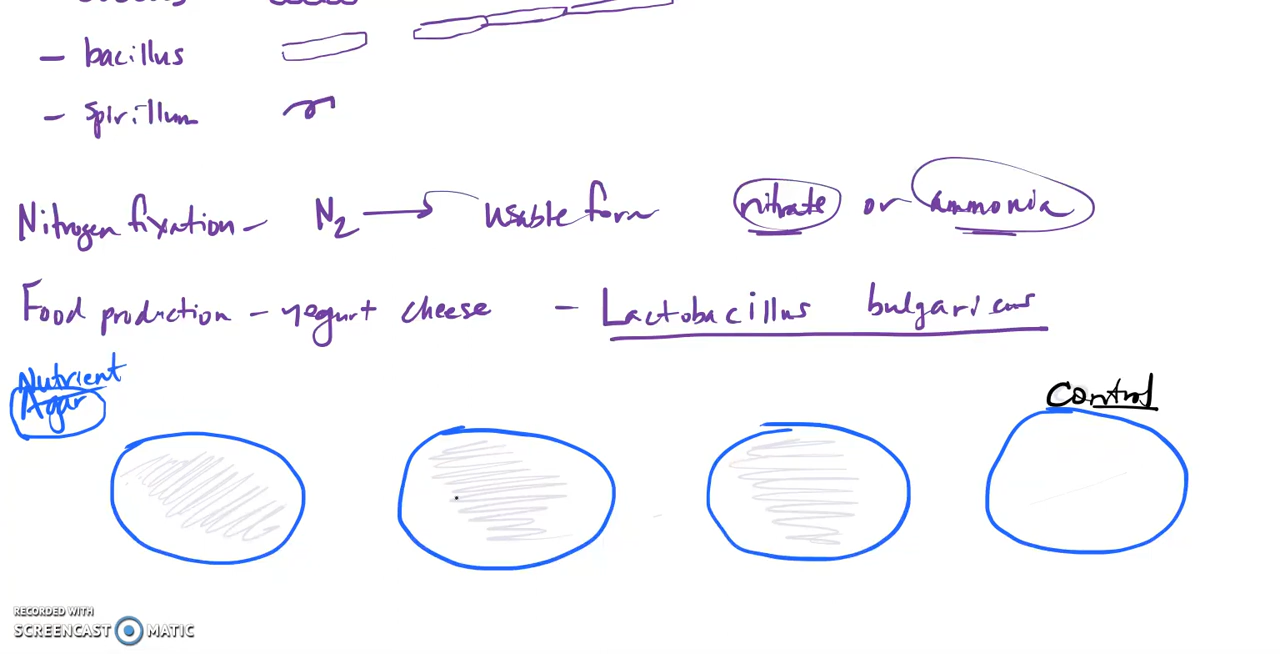 - bacillus
- spirillum
Nitrogen fixation - N2 → usable form nitrate or ammonia
Food production - yogurt cheese - Lactobacillus bulgaricus
Nutrient
Agar
Control
RECORDED WITH
SCREENCAST MATIC